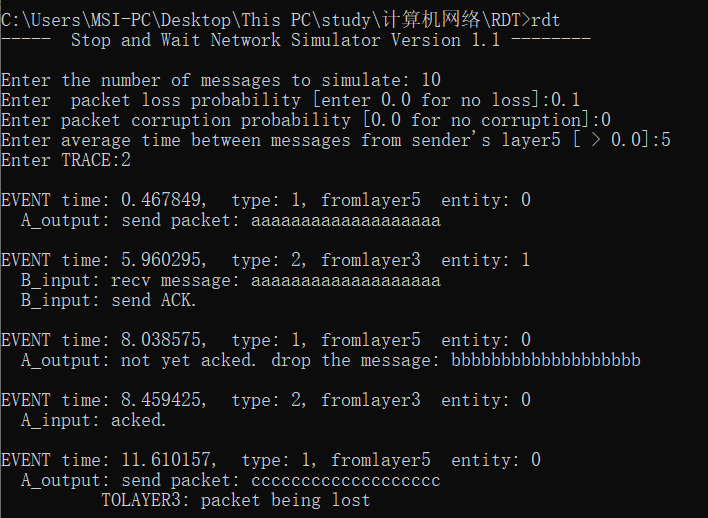 C:\Users\MSI-PC\Desktop\This PC\study\计算机网络\RDT>rdt
-----  Stop and Wait Network Simulator Version 1.1 --------
Enter the number of messages to simulate: 10
Enter  packet loss probability [enter 0.0 for no loss]:0.1
Enter packet corruption probability [0.0 for no corruption]:0
Enter average time between messages from sender's layer5 [ > 0.0]:5
Enter TRACE:2
EVENT time: 0.467849,  type: 1, fromlayer5  entity: 0
  A_output: send packet: aaaaaaaaaaaaaaaaaaa
EVENT time: 5.960295,  type: 2, fromlayer3  entity: 1
  B_input: recv message: aaaaaaaaaaaaaaaaaaa
  B_input: send ACK.
EVENT time: 8.038575,  type: 1, fromlayer5  entity: 0
  A_output: not yet acked. drop the message: bbbbbbbbbbbbbbbbbbb
EVENT time: 8.459425,  type: 2, fromlayer3  entity: 0
  A_input: acked.
EVENT time: 11.610157,  type: 1, fromlayer5  entity: 0
  A_output: send packet: ccccccccccccccccccc
          TOLAYER3: packet being lost